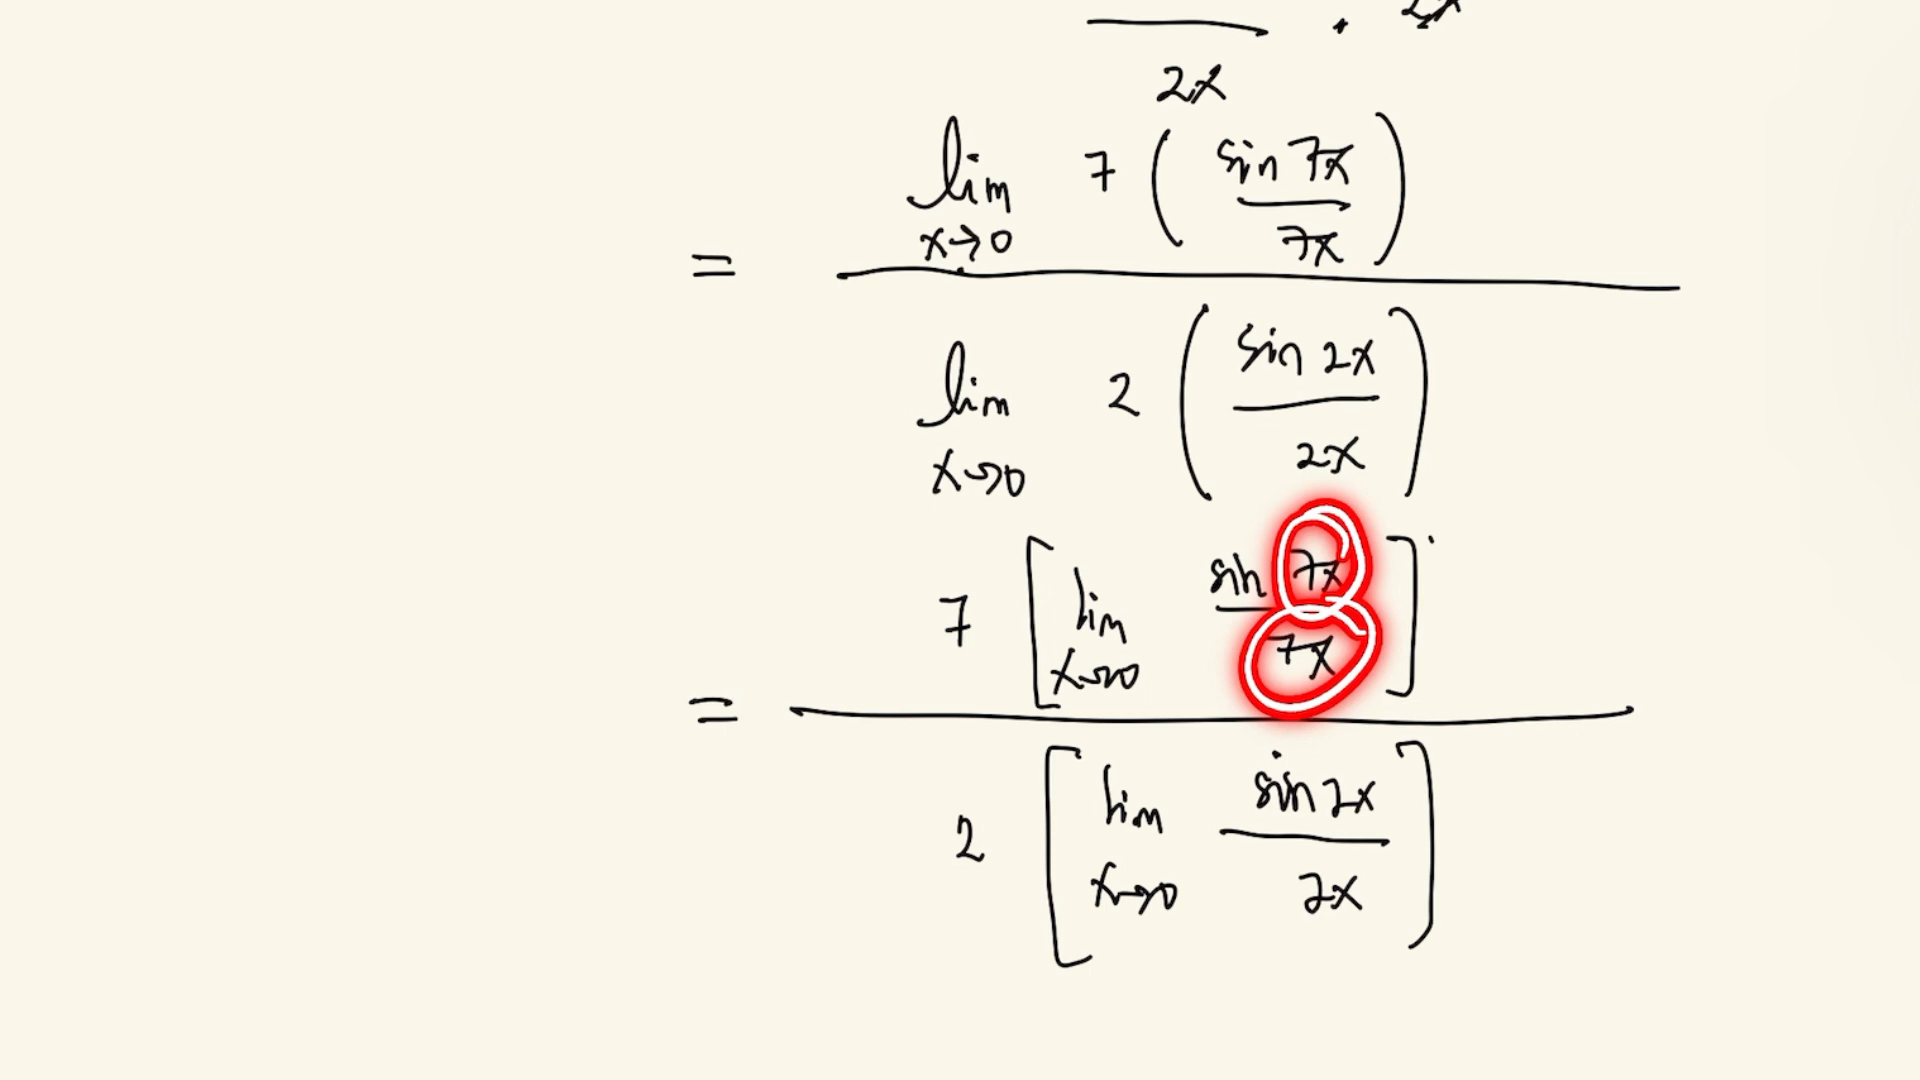 · 2x
2x
lim 7 ( sin 7x
x→0 7x )
=
lim 2 ( sin 2x
x→0 2x )
7 [ lim sin 7x
x→0 7x ]
=
2 [ lim sin 2x
x→0 2x ]